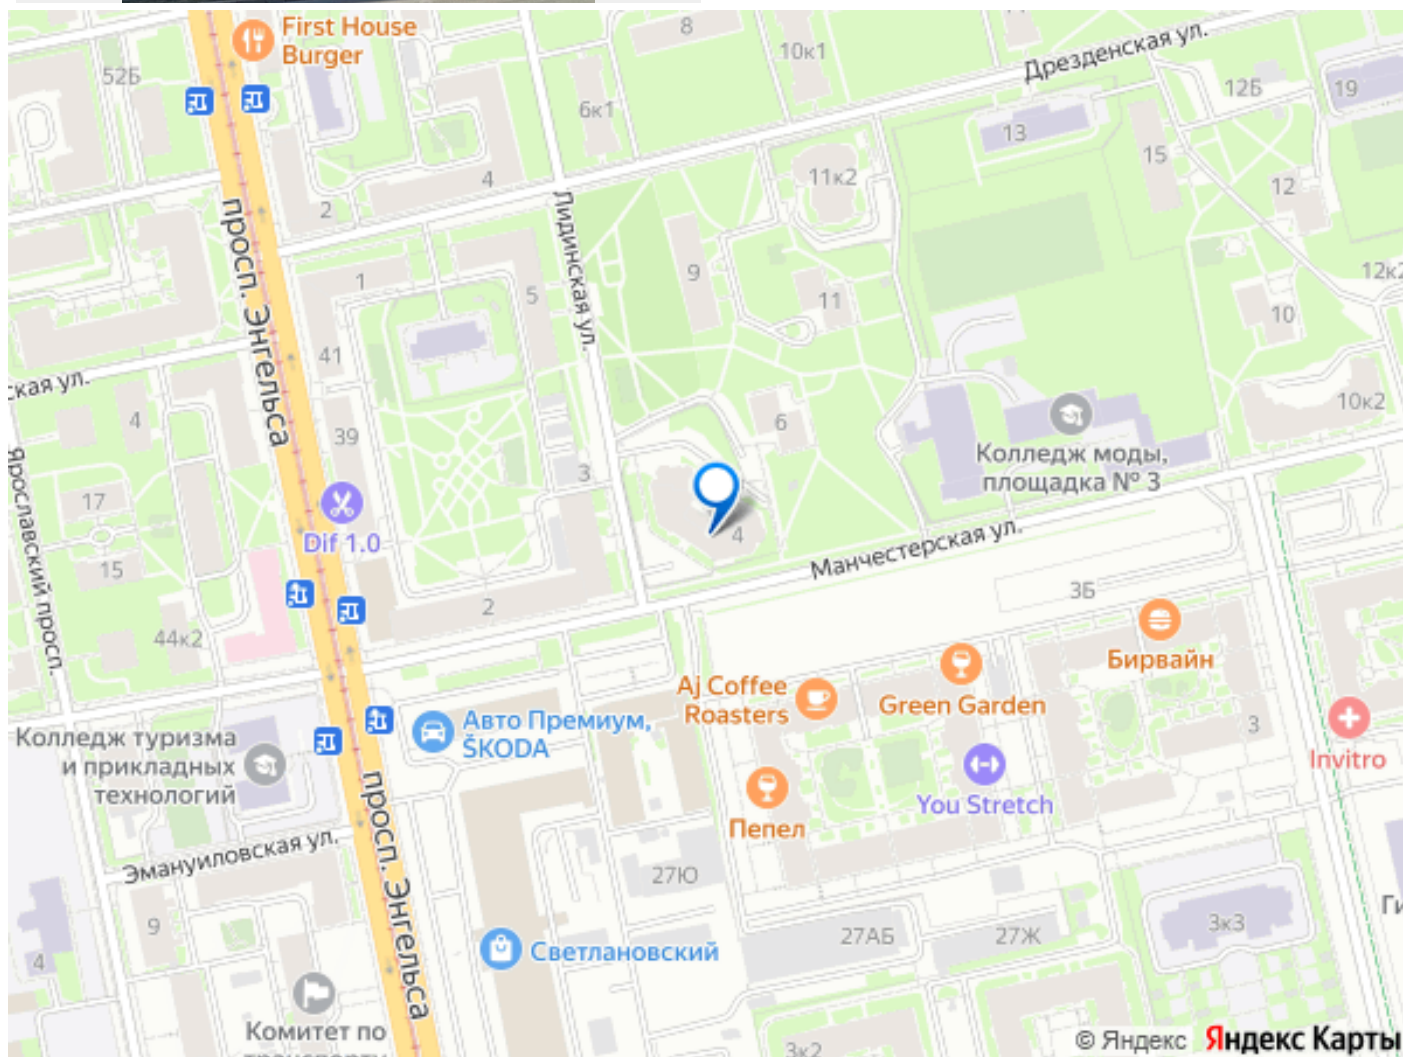 First House
Burger
8
10к1
Дрезденская ул.
52Б
6к1
12Б
19
13
15
4
11к2
12
2
просп. Энгельса
Лидинская ул.
9
12к2
1
5
11
10
41
ская ул.
4
39
6
10к2
Колледж моды,
площадка № 3
Ярославский просп.
17
3
Dif 1.0
4
Манчестерская ул.
15
3Б
2
44к2
Бирвайн
Aj Coffee
Roasters
Green Garden
Авто Премиум,
ŠKODA
3
Колледж туризма
и прикладных
технологий
Invitro
просп. Энгельса
You Stretch
Пепел
Эмануиловская ул.
27Ю
9
Ги
3к3
27АБ
27Ж
4
Светлановский
Комитет по
транспорту
3к2
© Яндекс Яндекс Карты